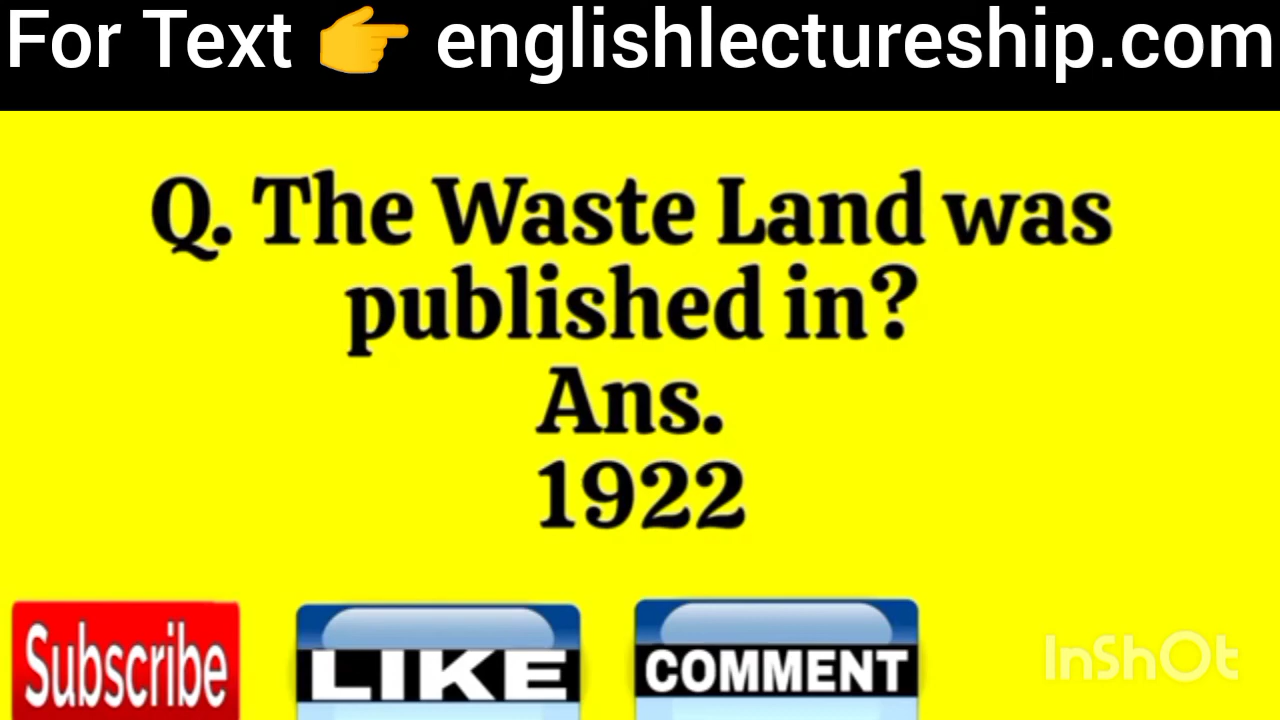 For Text 👉 englishlectureship.com
Q. The Waste Land was
published in?
Ans.
1922
Subscribe
LIKE
COMMENT
InShOt